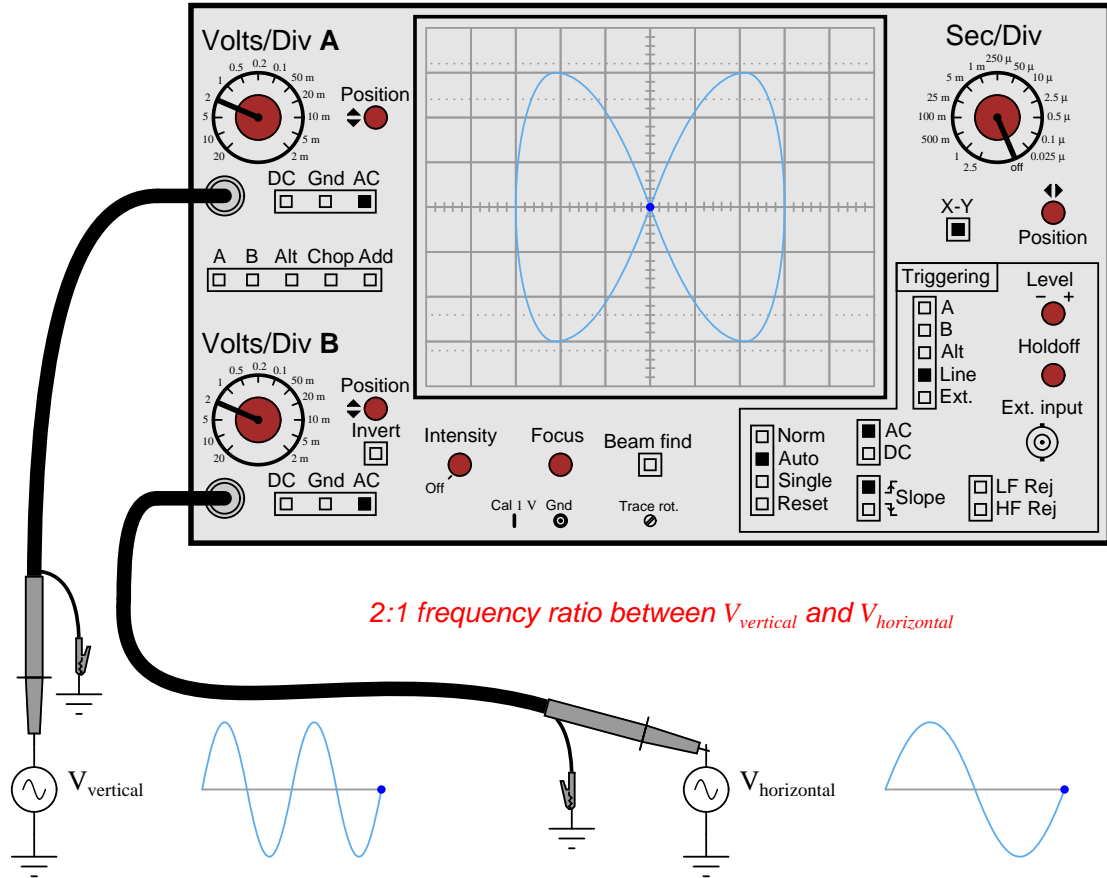 Volts/Div A
20
10
5
2
1
0.5
0.2
0.1
50 m
20 m
10 m
5 m
2 m
Position
DC Gnd AC
A B Alt Chop Add
Volts/Div B
20
10
5
2
1
0.5
0.2
0.1
50 m
20 m
10 m
5 m
2 m
Position
Invert
DC Gnd AC
Intensity
Off
Focus
Beam find
Cal 1 V Gnd
Trace rot.
Sec/Div
2.5
1
500 m
100 m
25 m
5 m
1 m
250 µ
50 µ
10 µ
2.5 µ
0.5 µ
0.1 µ
0.025 µ
off
X-Y
Position
Triggering
A
B
Alt
Line
Ext.
Level
− +
Holdoff
Ext. input
Norm
Auto
Single
Reset
AC
DC
Slope
LF Rej
HF Rej
2:1 frequency ratio between Vvertical and Vhorizontal
Vvertical
Vhorizontal